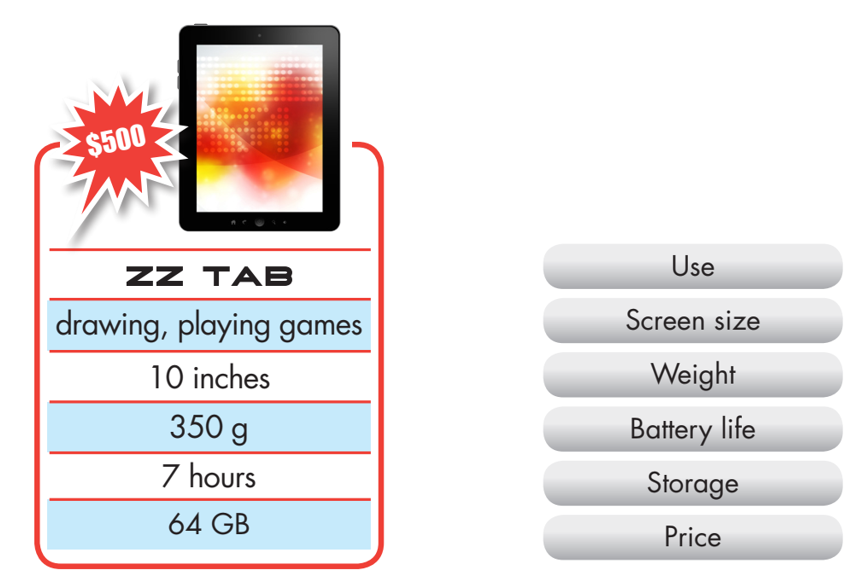 $500
ZZ TAB
drawing, playing games
10 inches
350 g
7 hours
64 GB
Use
Screen size
Weight
Battery life
Storage
Price